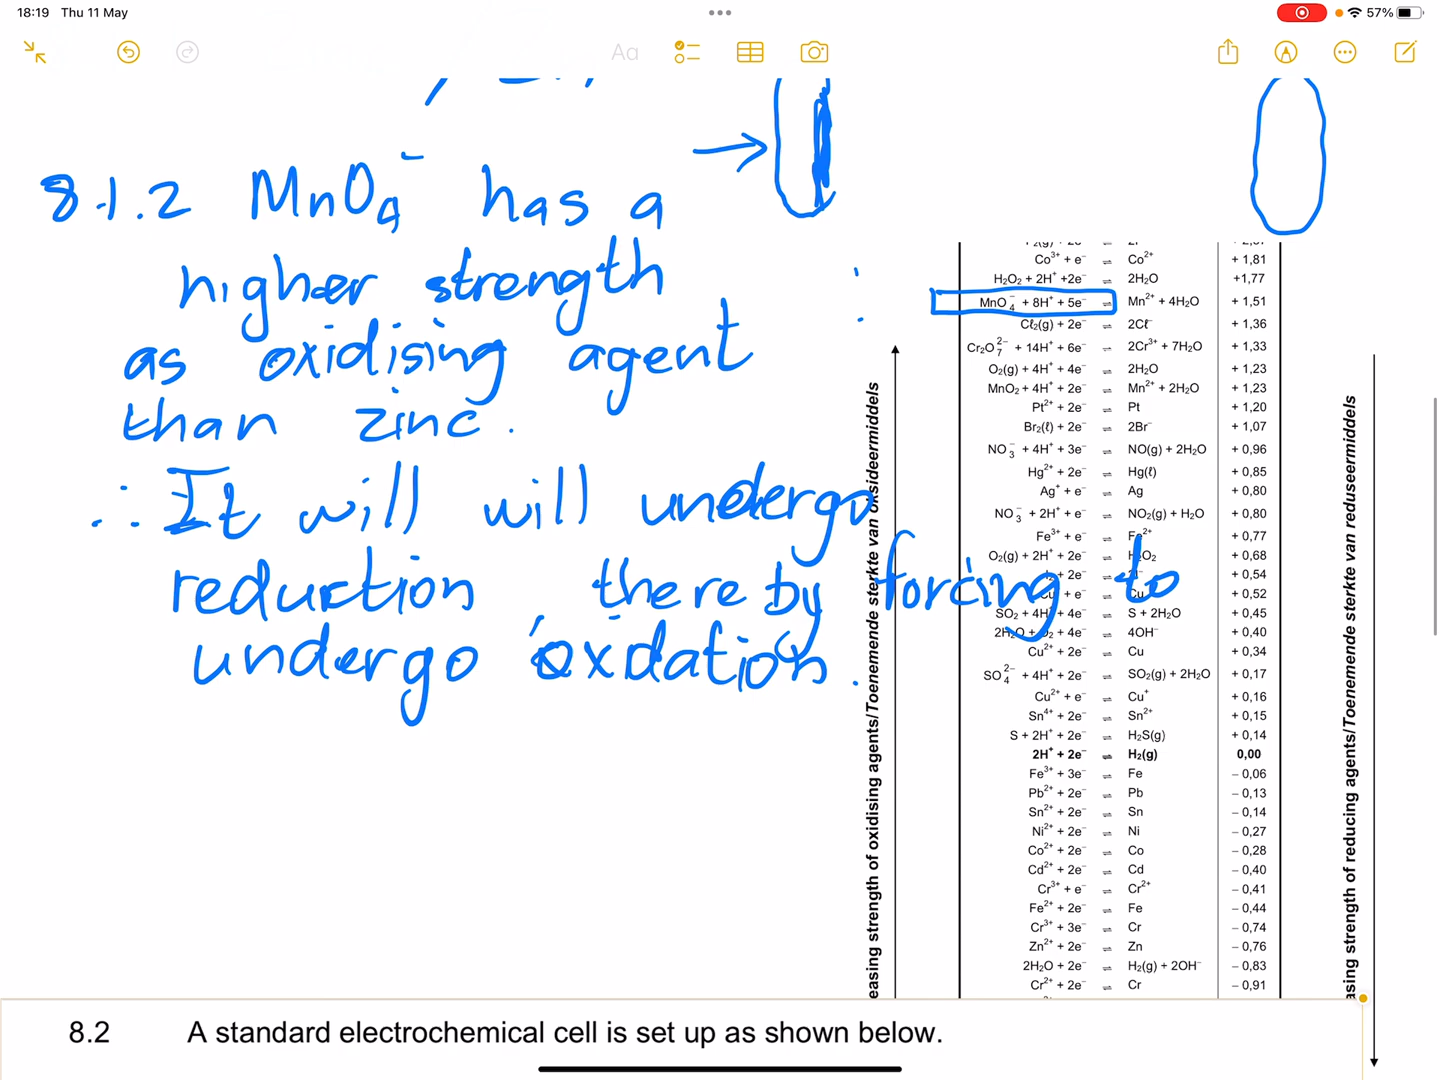 18:19 Thu 11 May
57%
Aa
8.1.2 MnO₄⁻ has a
higher strength
as oxidising agent
than zinc.
∴ It will will undergo
reduction thereby forcing to
undergo oxidation.
easing strength of oxidising agents/Toenemende sterkte van oksideermiddels
Co³⁺ + e⁻ ⇌ Co²⁺ + 1,81
H₂O₂ + 2H⁺ +2e⁻ ⇌ 2H₂O +1,77
MnO₄⁻ + 8H⁺ + 5e⁻ ⇌ Mn²⁺ + 4H₂O + 1,51
Cℓ₂(g) + 2e⁻ ⇌ 2Cℓ⁻ + 1,36
Cr₂O₇²⁻ + 14H⁺ + 6e⁻ ⇌ 2Cr³⁺ + 7H₂O + 1,33
O₂(g) + 4H⁺ + 4e⁻ ⇌ 2H₂O + 1,23
MnO₂ + 4H⁺ + 2e⁻ ⇌ Mn²⁺ + 2H₂O + 1,23
Pt²⁺ + 2e⁻ ⇌ Pt + 1,20
Br₂(ℓ) + 2e⁻ ⇌ 2Br⁻ + 1,07
NO₃⁻ + 4H⁺ + 3e⁻ ⇌ NO(g) + 2H₂O + 0,96
Hg²⁺ + 2e⁻ ⇌ Hg(ℓ) + 0,85
Ag⁺ + e⁻ ⇌ Ag + 0,80
NO₃⁻ + 2H⁺ + e⁻ ⇌ NO₂(g) + H₂O + 0,80
Fe³⁺ + e⁻ ⇌ Fe²⁺ + 0,77
O₂(g) + 2H⁺ + 2e⁻ ⇌ H₂O₂ + 0,68
+ 2e⁻ ⇌ + 0,54
Cu⁺ + e⁻ ⇌ Cu + 0,52
SO₂ + 4H⁺ + 4e⁻ ⇌ S + 2H₂O + 0,45
2H₂O + O₂ + 4e⁻ ⇌ 4OH⁻ + 0,40
Cu²⁺ + 2e⁻ ⇌ Cu + 0,34
SO₄²⁻ + 4H⁺ + 2e⁻ ⇌ SO₂(g) + 2H₂O + 0,17
Cu²⁺ + e⁻ ⇌ Cu⁺ + 0,16
Sn⁴⁺ + 2e⁻ ⇌ Sn²⁺ + 0,15
S + 2H⁺ + 2e⁻ ⇌ H₂S(g) + 0,14
2H⁺ + 2e⁻ ⇌ H₂(g) 0,00
Fe³⁺ + 3e⁻ ⇌ Fe – 0,06
Pb²⁺ + 2e⁻ ⇌ Pb – 0,13
Sn²⁺ + 2e⁻ ⇌ Sn – 0,14
Ni²⁺ + 2e⁻ ⇌ Ni – 0,27
Co²⁺ + 2e⁻ ⇌ Co – 0,28
Cd²⁺ + 2e⁻ ⇌ Cd – 0,40
Cr³⁺ + e⁻ ⇌ Cr²⁺ – 0,41
Fe²⁺ + 2e⁻ ⇌ Fe – 0,44
Cr³⁺ + 3e⁻ ⇌ Cr – 0,74
Zn²⁺ + 2e⁻ ⇌ Zn – 0,76
2H₂O + 2e⁻ ⇌ H₂(g) + 2OH⁻ – 0,83
Cr²⁺ + 2e⁻ ⇌ Cr – 0,91
asing strength of reducing agents/Toenemende sterkte van reduseermiddels
8.2 A standard electrochemical cell is set up as shown below.